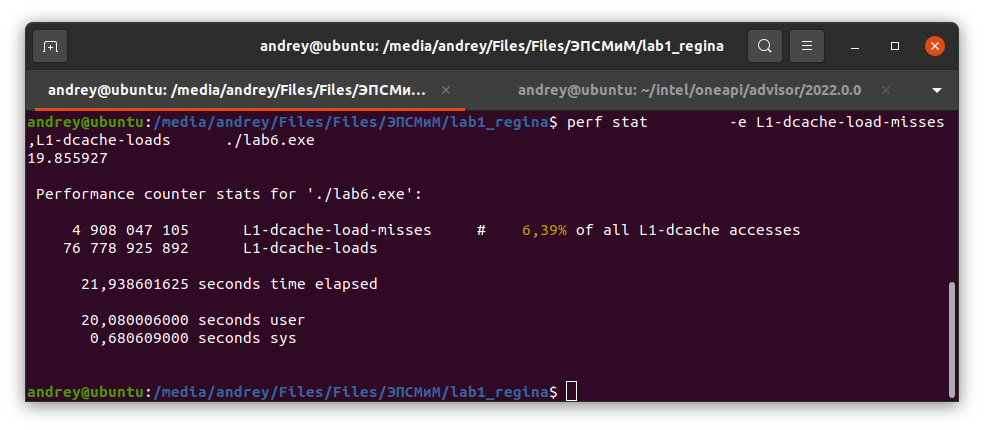 andrey@ubuntu: /media/andrey/Files/Files/ЭПСМиМ/lab1_regina
andrey@ubuntu: /media/andrey/Files/Files/ЭПСМи... × andrey@ubuntu: ~/intel/oneapi/advisor/2022.0.0 ×
andrey@ubuntu:/media/andrey/Files/Files/ЭПСМиМ/lab1_regina$ perf stat         -e L1-dcache-load-misses
,L1-dcache-loads      ./lab6.exe
19.855927
Performance counter stats for './lab6.exe':
4 908 047 105      L1-dcache-load-misses     #    6,39% of all L1-dcache accesses
76 778 925 892      L1-dcache-loads
21,938601625 seconds time elapsed
20,080006000 seconds user
0,680609000 seconds sys
andrey@ubuntu:/media/andrey/Files/Files/ЭПСМиМ/lab1_regina$